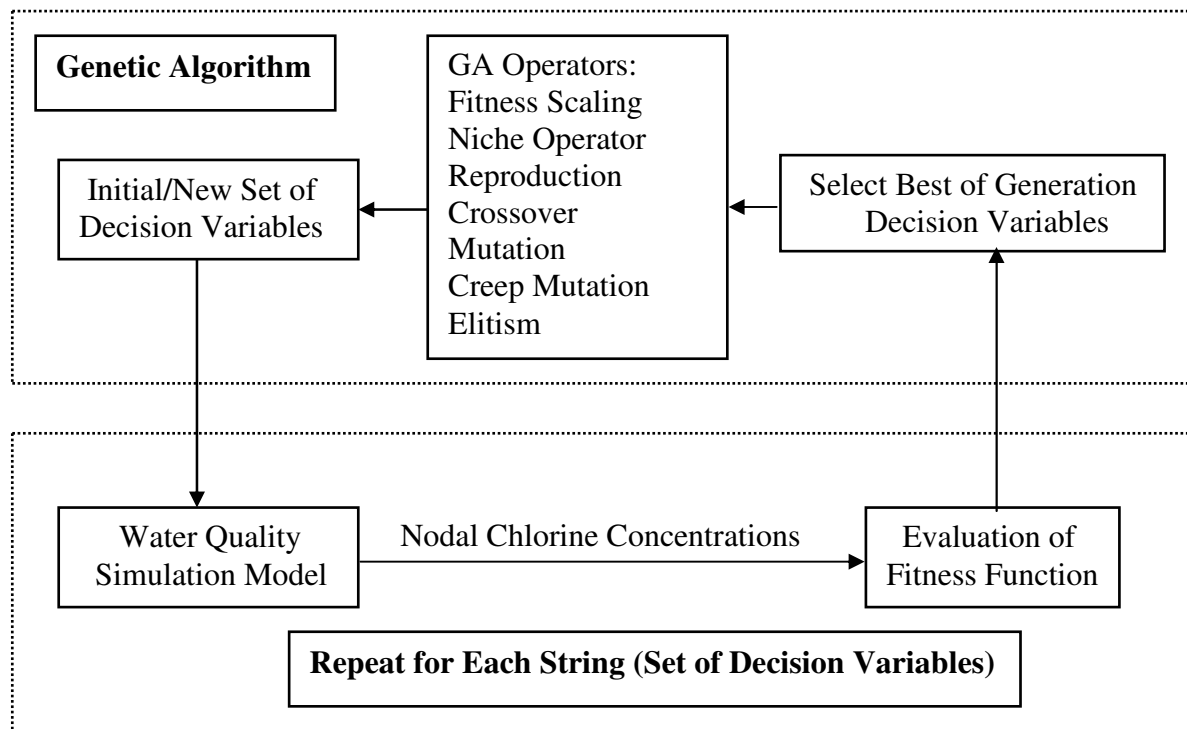 Genetic Algorithm
GA Operators:
Fitness Scaling
Niche Operator
Reproduction
Crossover
Mutation
Creep Mutation
Elitism
Initial/New Set of
Decision Variables
Select Best of Generation
Decision Variables
Water Quality
Simulation Model
Nodal Chlorine Concentrations
Evaluation of
Fitness Function
Repeat for Each String (Set of Decision Variables)